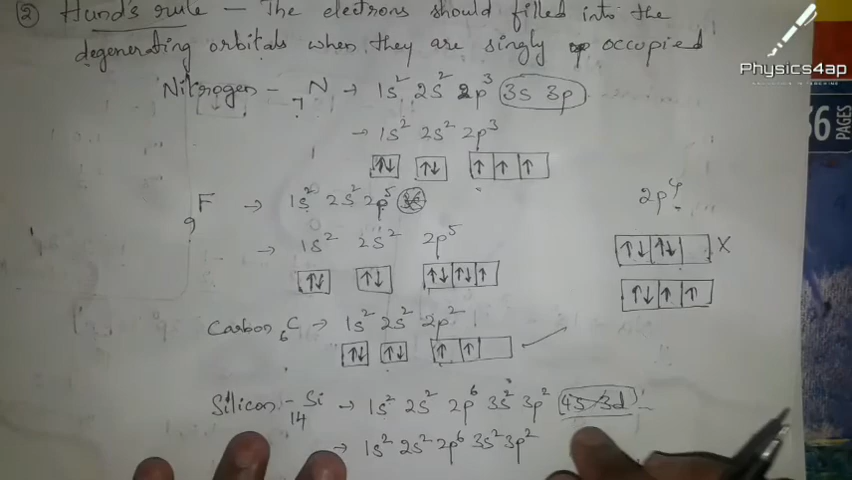 ② Hund's rule — The electrons should filled into the
degenerating orbitals when they are singly occupied
Nitrogen - ₇N → 1s² 2s² 2p³ 3s 3p
→ 1s² 2s² 2p³
↑↓ ↑↓ ↑ ↑ ↑
₉F → 1s² 2s² 2p⁵
→ 1s² 2s² 2p⁵
↑↓ ↑↓ ↑↓ ↑↓ ↑
2p⁴
↑↓ ↑↓ X
↑↓ ↑ ↑
Carbon ₆C → 1s² 2s² 2p²
↑↓ ↑↓ ↑ ↑
Silicon - ₁₄Si → 1s² 2s² 2p⁶ 3s² 3p² 4s 3d
→ 1s² 2s² 2p⁶ 3s² 3p²
Physics4ap
56
PAGES